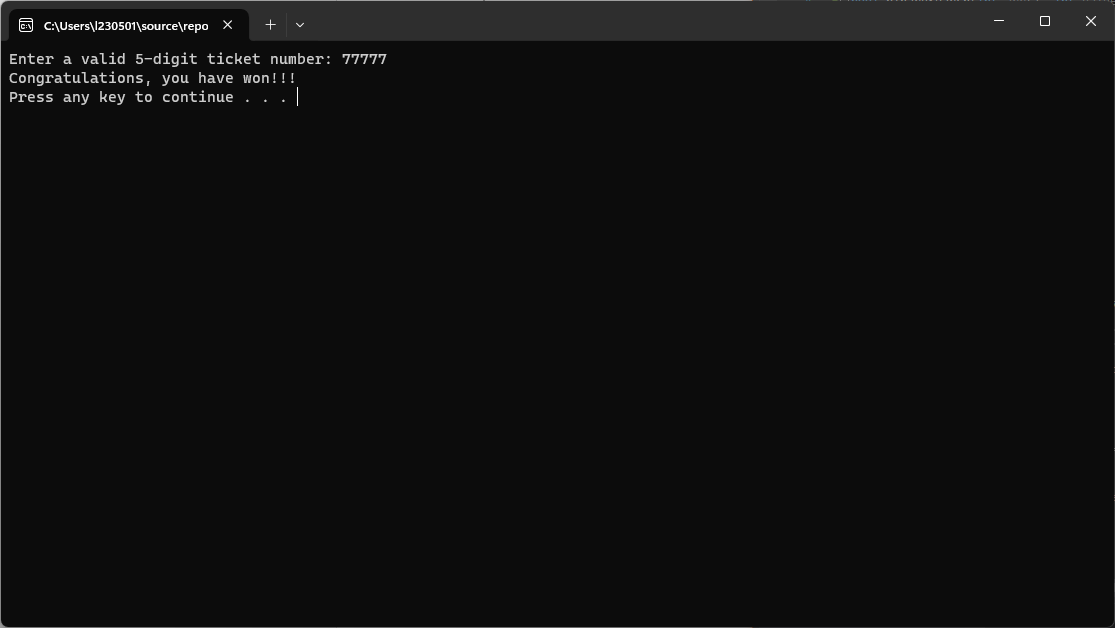 C:\Users\l230501\source\repo
Enter a valid 5-digit ticket number: 77777
Congratulations, you have won!!!
Press any key to continue . . .